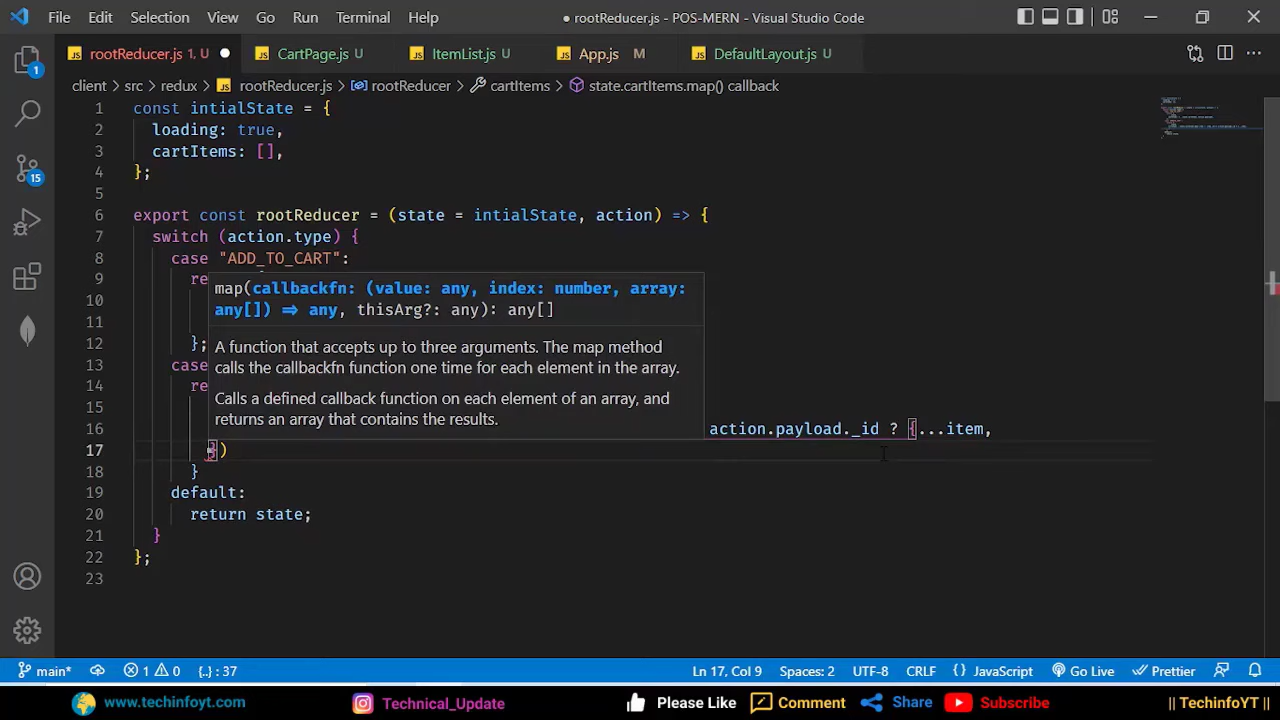 File Edit Selection View Go Run Terminal Help ● rootReducer.js - POS-MERN - Visual Studio Code
JS rootReducer.js 1, U ● JS CartPage.js U JS ItemList.js U JS App.js M JS DefaultLayout.js U
client > src > redux > JS rootReducer.js > rootReducer > cartItems > state.cartItems.map() callback
1 const intialState = {
2 loading: true,
3 cartItems: [],
4 };
5
6 export const rootReducer = (state = intialState, action) => {
7 switch (action.type) {
8 case "ADD_TO_CART":
9 re
map(callbackfn: (value: any, index: number, array:
10
any[]) => any, thisArg?: any): any[]
11
12 };
A function that accepts up to three arguments. The map method
13 case
calls the callbackfn function one time for each element in the array.
14 re
Calls a defined callback function on each element of an array, and
15
returns an array that contains the results.
16 action.payload._id ? {...item,
17 })
18 }
19 default:
20 return state;
21 }
22 };
23
1
15
main* 1 0 {..} : 37 Ln 17, Col 9 Spaces: 2 UTF-8 CRLF {} JavaScript Go Live Prettier
www.techinfoyt.com Technical_Update Please Like Comment Share Subscribe || TechinfoYT ||